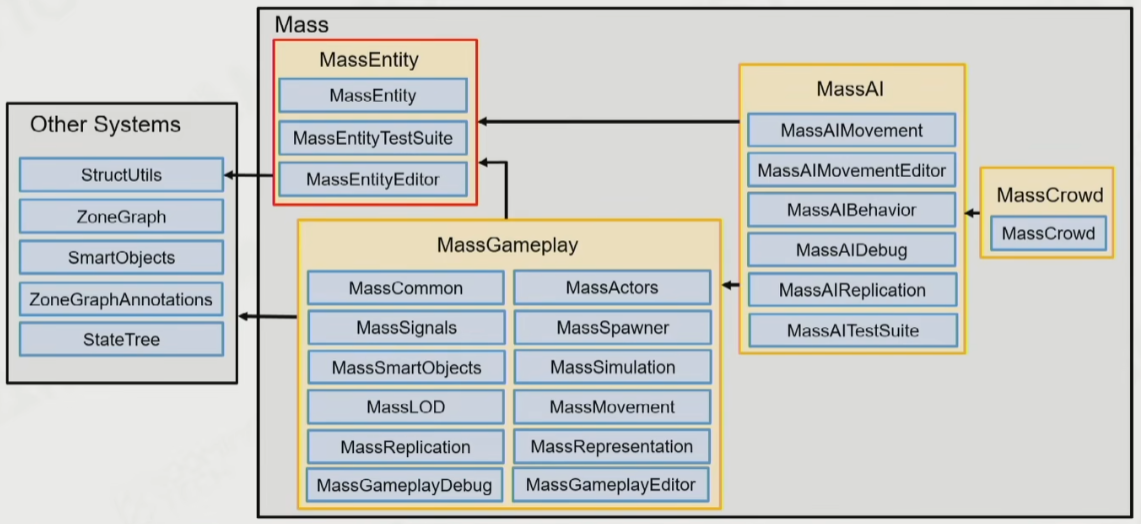 Mass
MassEntity
MassEntity
MassEntityTestSuite
MassEntityEditor
Other Systems
StructUtils
ZoneGraph
SmartObjects
ZoneGraphAnnotations
StateTree
MassGameplay
MassCommon
MassActors
MassSignals
MassSpawner
MassSmartObjects
MassSimulation
MassLOD
MassMovement
MassReplication
MassRepresentation
MassGameplayDebug
MassGameplayEditor
MassAI
MassAIMovement
MassAIMovementEditor
MassAIBehavior
MassAIDebug
MassAIReplication
MassAITestSuite
MassCrowd
MassCrowd